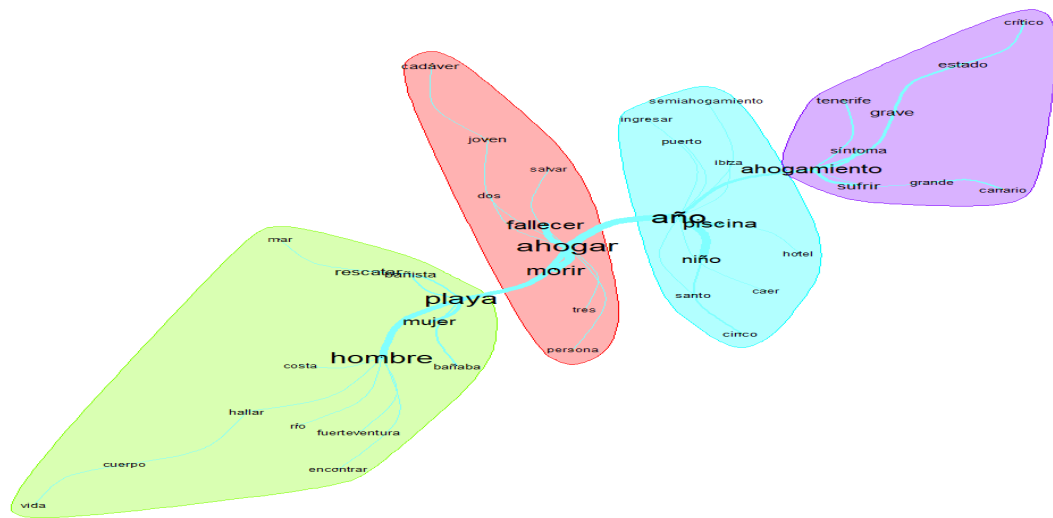 crítico
estado
cadáver
tenerife
semiahogamiento
grave
ingresar
joven
puerto
síntoma
ibiza
salvar
ahogamiento
sufrir
grande
canario
dos
fallecer
año
piscina
mar
ahogar
hotel
niño
rescatar
bañista
morir
caer
santo
playa
tres
mujer
cinco
persona
hombre
costa
bañaba
hallar
río
fuerteventura
cuerpo
encontrar
vida